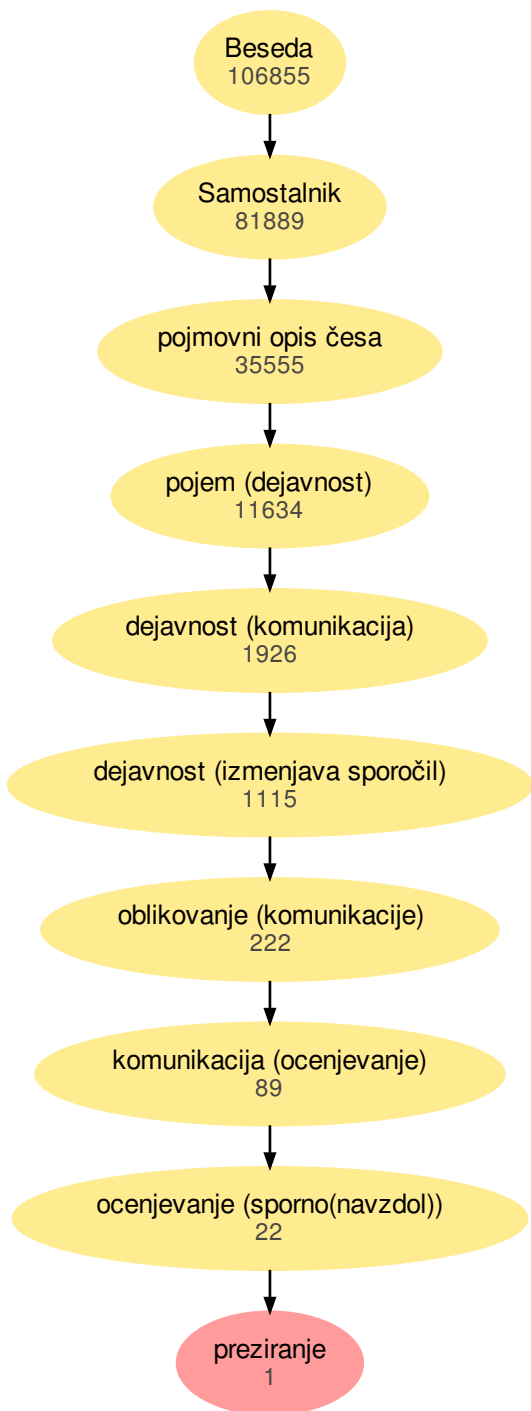 Beseda
106855
Samostalnik
81889
pojmovni opis česa
35555
pojem (dejavnost)
11634
dejavnost (komunikacija)
1926
dejavnost (izmenjava sporočil)
1115
oblikovanje (komunikacije)
222
komunikacija (ocenjevanje)
89
ocenjevanje (sporno(navzdol))
22
preziranje
1